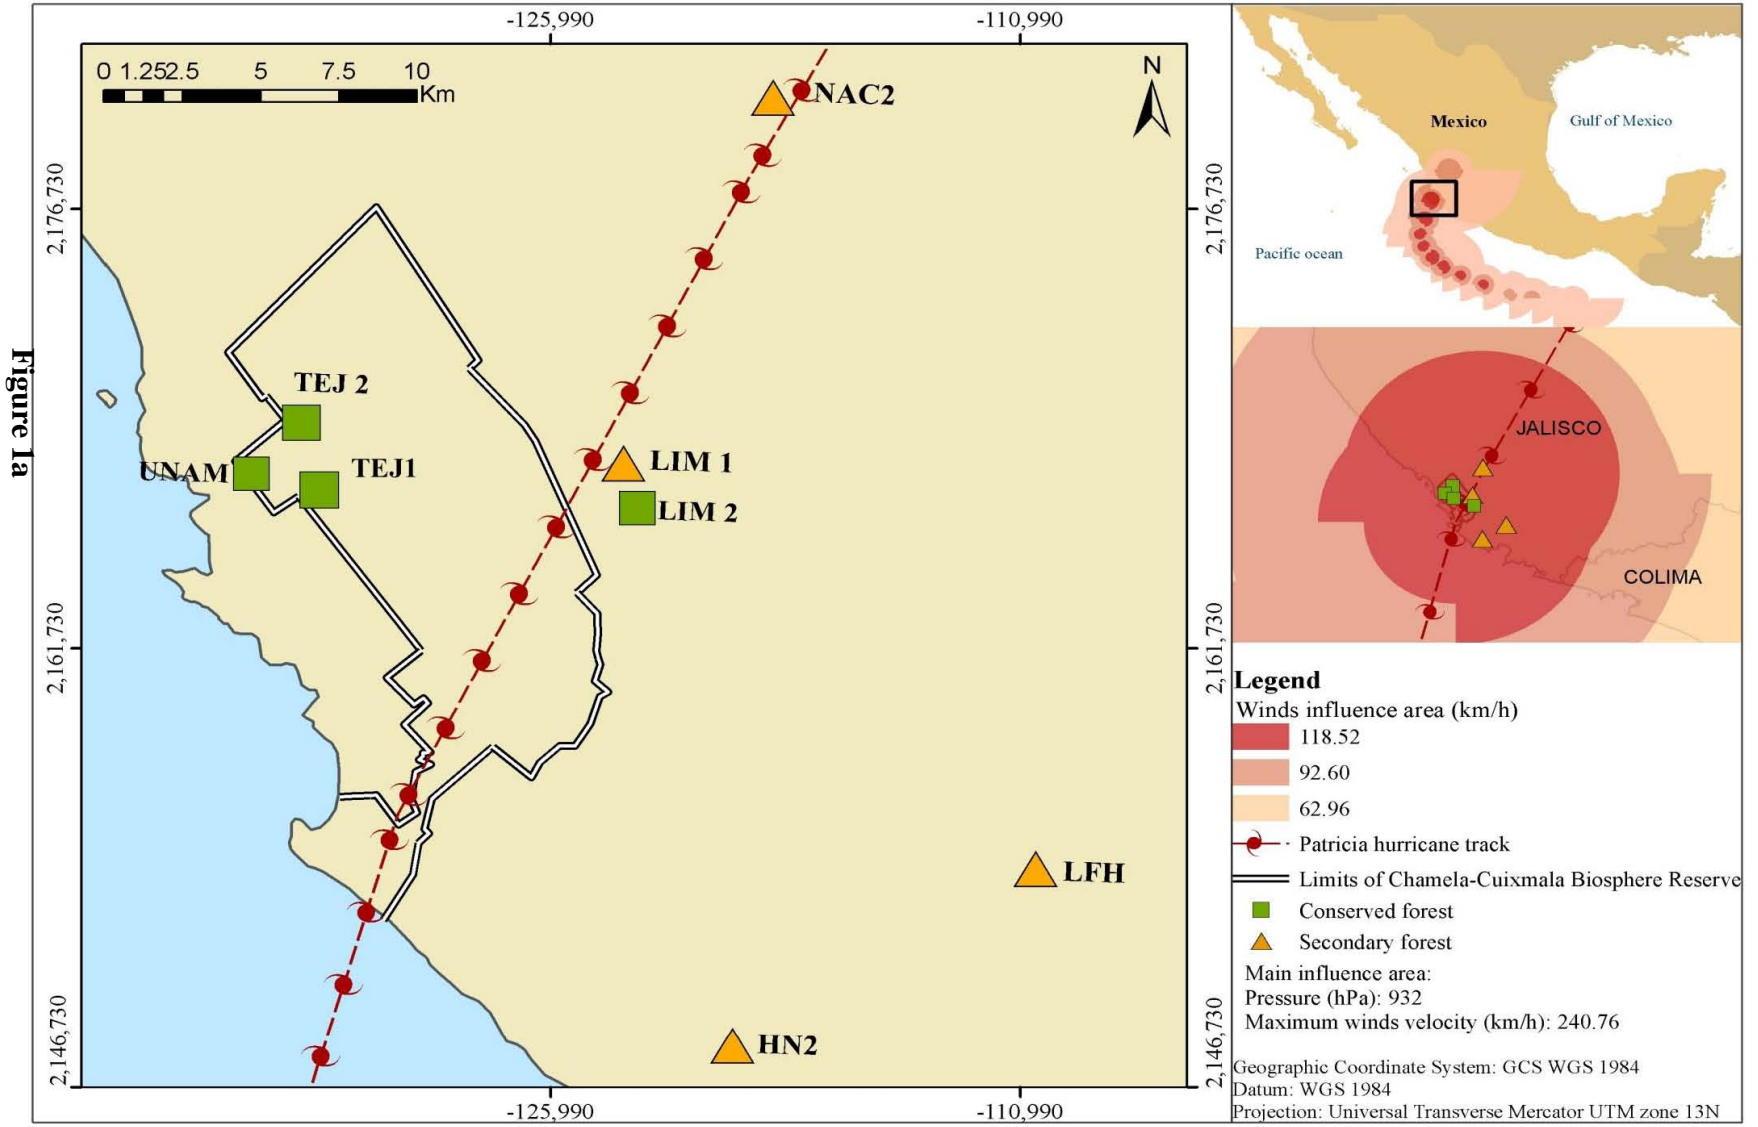 Figure 1a
-125,990
-110,990
0 1.25 2.5 5 7.5 10
Km
N
NAC2
2,176,730
2,176,730
TEJ 2
UNAM
TEJ1
LIM 1
LIM 2
2,161,730
2,161,730
LFH
HN2
2,146,730
2,146,730
-125,990
-110,990
Mexico
Gulf of Mexico
Pacific ocean
JALISCO
COLIMA
Legend
Winds influence area (km/h)
118.52
92.60
62.96
Patricia hurricane track
Limits of Chamela-Cuixmala Biosphere Reserve
Conserved forest
Secondary forest
Main influence area:
Pressure (hPa): 932
Maximum winds velocity (km/h): 240.76
Geographic Coordinate System: GCS WGS 1984
Datum: WGS 1984
Projection: Universal Transverse Mercator UTM zone 13N